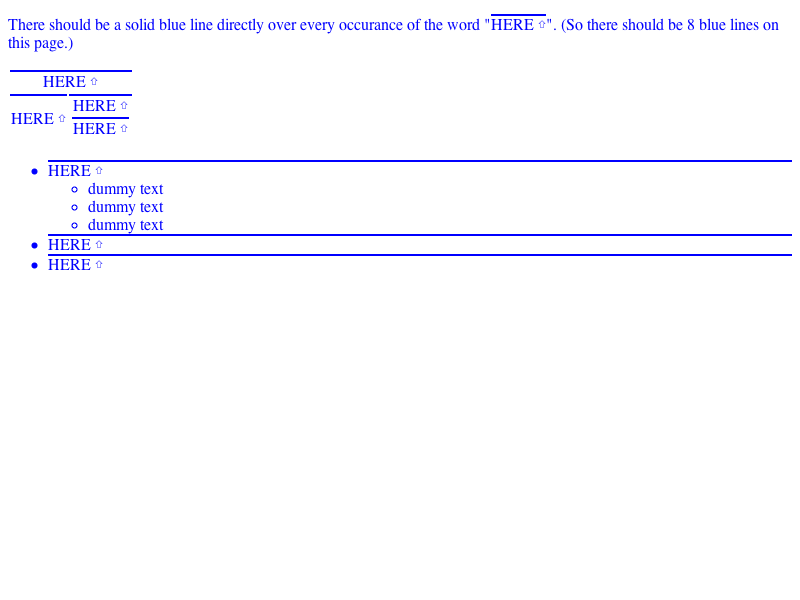 There should be a solid blue line directly over every occurance of the word "HERE ⇧". (So there should be 8 blue lines on
this page.)
HERE ⇧
HERE ⇧
HERE ⇧
HERE ⇧
• HERE ⇧
◦ dummy text
◦ dummy text
◦ dummy text
• HERE ⇧
• HERE ⇧